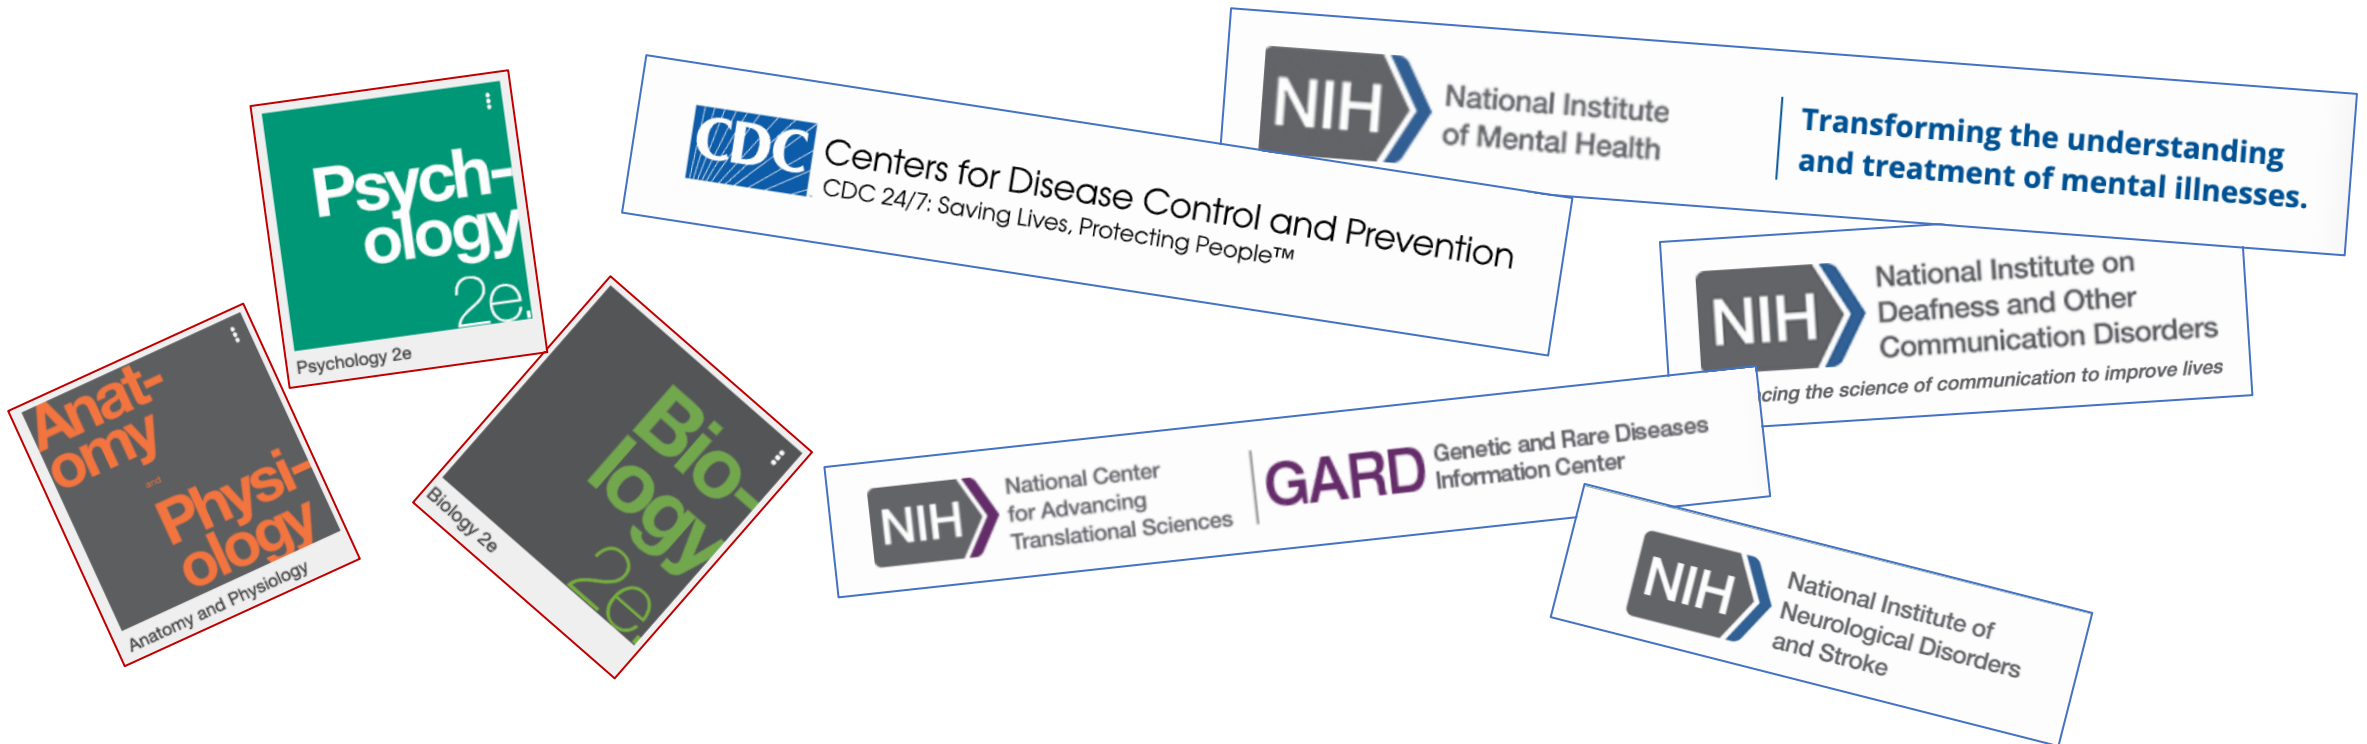 Psych-
ology
2e
Psychology 2e
Anat-
omy
and
Physi-
ology
Anatomy and Physiology
Bio-
logy
2e
Biology 2e
CDC
Centers for Disease Control and Prevention
CDC 24/7: Saving Lives, Protecting People™
NIH
National Institute
of Mental Health
Transforming the understanding
and treatment of mental illnesses.
NIH
National Institute on
Deafness and Other
Communication Disorders
the science of communication to improve lives
NIH
National Center
for Advancing
Translational Sciences
GARD
Genetic and Rare Diseases
Information Center
NIH
National Institute of
Neurological Disorders
and Stroke